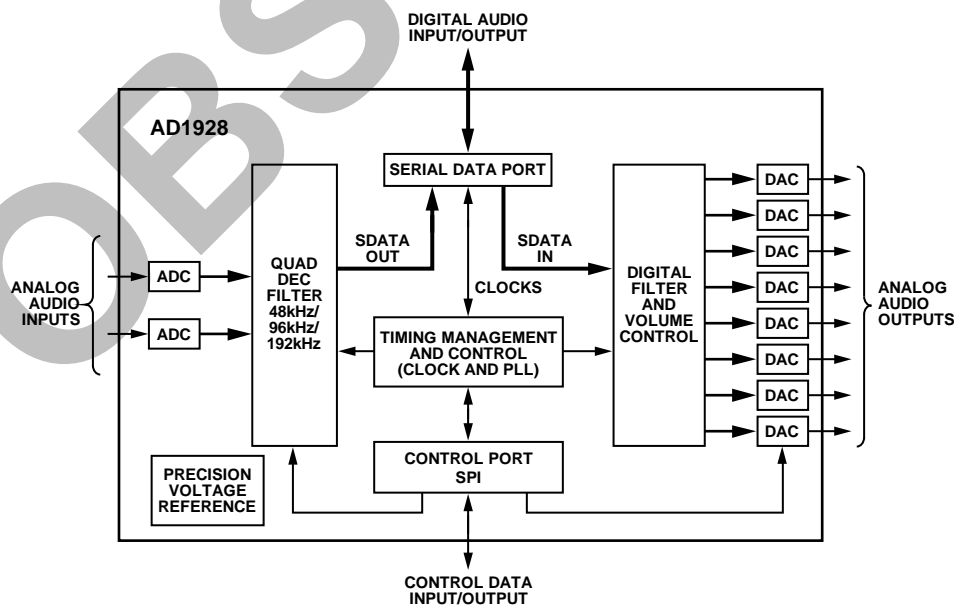 DIGITAL AUDIO
INPUT/OUTPUT
AD1928
SERIAL DATA PORT
SDATA
OUT
SDATA
IN
CLOCKS
ANALOG
AUDIO
INPUTS
ADC
ADC
QUAD
DEC
FILTER
48kHz/
96kHz/
192kHz
TIMING MANAGEMENT
AND CONTROL
(CLOCK AND PLL)
DIGITAL
FILTER
AND
VOLUME
CONTROL
DAC
DAC
DAC
DAC
DAC
DAC
DAC
DAC
ANALOG
AUDIO
OUTPUTS
PRECISION
VOLTAGE
REFERENCE
CONTROL PORT
SPI
CONTROL DATA
INPUT/OUTPUT
OBS